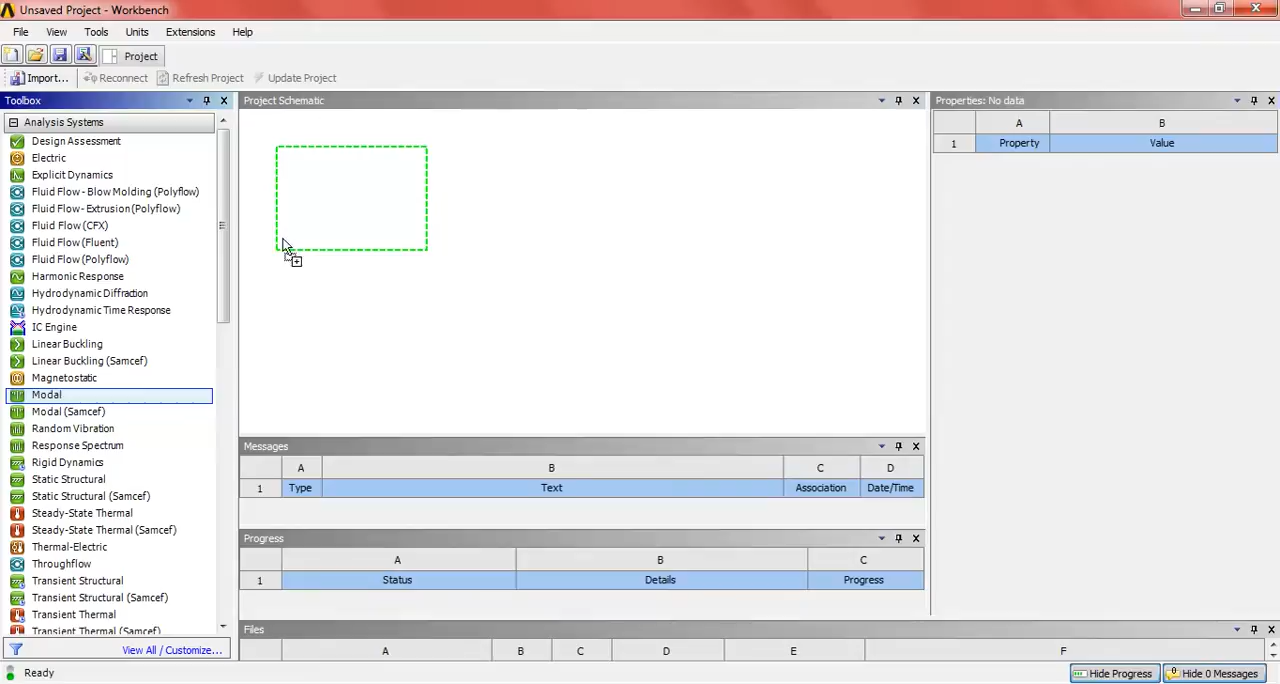 Unsaved Project - Workbench
File View Tools Units Extensions Help
Project
Import... Reconnect Refresh Project Update Project
Toolbox
Analysis Systems
Design Assessment
Electric
Explicit Dynamics
Fluid Flow - Blow Molding (Polyflow)
Fluid Flow- Extrusion (Polyflow)
Fluid Flow (CFX)
Fluid Flow (Fluent)
Fluid Flow (Polyflow)
Harmonic Response
Hydrodynamic Diffraction
Hydrodynamic Time Response
IC Engine
Linear Buckling
Linear Buckling (Samcef)
Magnetostatic
Modal
Modal (Samcef)
Random Vibration
Response Spectrum
Rigid Dynamics
Static Structural
Static Structural (Samcef)
Steady-State Thermal
Steady-State Thermal (Samcef)
Thermal-Electric
Throughflow
Transient Structural
Transient Structural (Samcef)
Transient Thermal
Transient Thermal (Samcef)
View All / Customize...
Project Schematic
Messages
A B C D
1 Type Text Association Date/Time
Progress
A B C
1 Status Details Progress
Properties: No data
A B
1 Property Value
Files
A B C D E F
Ready
Hide Progress Hide 0 Messages